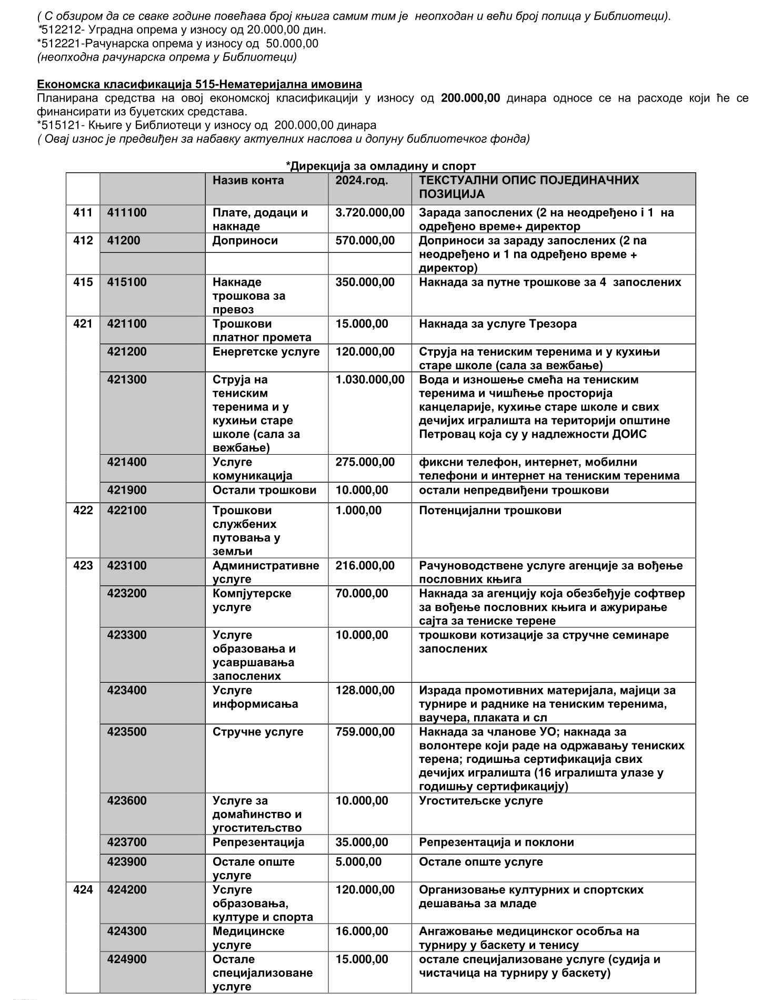 ( С обзиром да се сваке године повећава број књига самим тим је  неопходан и већи број полица у Библиотеци).
*512212- Уградна опрема у износу од 20.000,00 дин.
*512221-Рачунарска опрема у износу од  50.000,00
(неопходна рачунарска опрема у Библиотеци)
Економска класификација 515-Нематеријална имовина
Планирана средства на овој економској класификацији у износу од 200.000,00 динара односе се на расходе који ће се
финансирати из буџетских средстава.
*515121- Књиге у Библиотеци у износу од  200.000,00 динара
( Овај износ је предвиђен за набавку актуелних наслова и допуну библиотечког фонда)
*Дирекција за омладину и спорт
Назив конта 2024.год. ТЕКСТУАЛНИ ОПИС ПОЈЕДИНАЧНИХ
ПОЗИЦИЈА
411 411100 Плате, додаци и 3.720.000,00 Зарада запослених (2 на неодређено i 1  на
накнаде одређено време+ директор
412 41200 Доприноси 570.000,00 Доприноси за зараду запослених (2 na
неодређено и 1 na одређено време +
директор)
415 415100 Накнаде 350.000,00 Накнада за путне трошкове за 4  запослених
трошкова за
превоз
421 421100 Трошкови 15.000,00 Накнада за услуге Трезора
платног промета
421200 Енергетске услуге 120.000,00 Струја на тениским теренима и у кухињи
старе школе (сала за вежбање)
421300 Струја на 1.030.000,00 Вода и изношење смећа на тениским
тениским теренима и чишћење просторија
теренима и у канцеларије, кухиње старе школе и свих
кухињи старе дечијих игралишта на територији општине
школе (сала за Петровац која су у надлежности ДОИС
вежбање)
421400 Услуге 275.000,00 фиксни телефон, интернет, мобилни
комуникација телефони и интернет на тениским теренима
421900 Остали трошкови 10.000,00 остали непредвиђени трошкови
422 422100 Трошкови 1.000,00 Потенцијални трошкови
службених
путовања у
земљи
423 423100 Административне 216.000,00 Рачуноводствене услуге агенције за вођење
услуге пословних књига
423200 Компјутерске 70.000,00 Накнада за агенцију која обезбеђује софтвер
услуге за вођење пословних књига и ажурирање
сајта за тениске терене
423300 Услуге 10.000,00 трошкови котизације за стручне семинаре
образовања и запослених
усавршавања
запослених
423400 Услуге 128.000,00 Израда промотивних материјала, мајици за
информисања турнире и раднике на тениским теренима,
ваучера, плаката и сл
423500 Стручне услуге 759.000,00 Накнада за чланове УО; накнада за
волонтере који раде на одржавању тениских
терена; годишња сертификација свих
дечијих игралишта (16 игралишта улазе у
годишњу сертификацију)
423600 Услуге за 10.000,00 Угоститељске услуге
домаћинство и
угоститељство
423700 Репрезентација 35.000,00 Репрезентација и поклони
423900 Остале опште 5.000,00 Остале опште услуге
услуге
424 424200 Услуге 120.000,00 Организовање културних и спортских
образовања, дешавања за младе
културе и спорта
424300 Медицинске 16.000,00 Ангажовање медицинског особља на
услуге турниру у баскету и тенису
424900 Остале 15.000,00 остале специјализоване услуге (судија и
специјализоване чистачица на турниру у баскету)
услуге